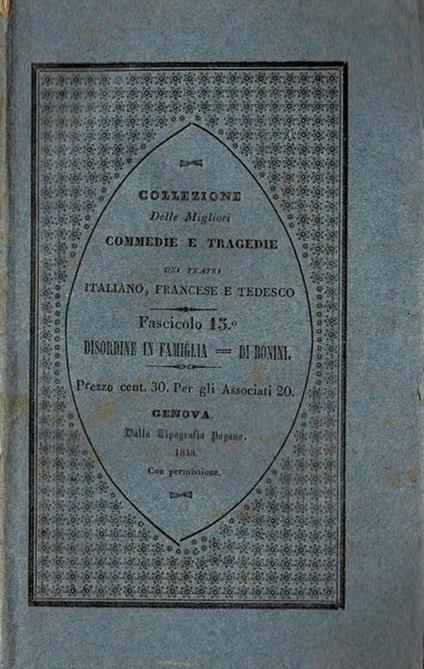 COLLEZIONE
Delle Migliori
COMMEDIE E TRAGEDIE
DEI TEATRI
ITALIANO, FRANCESE E TEDESCO
Fascicolo 15.º
DISORDINE IN FAMIGLIA = DI BONINI.
Prezzo cent. 30. Per gli Associati 20.
GENOVA
Dalla Tipografia Pagano.
1838.
Con permissione.